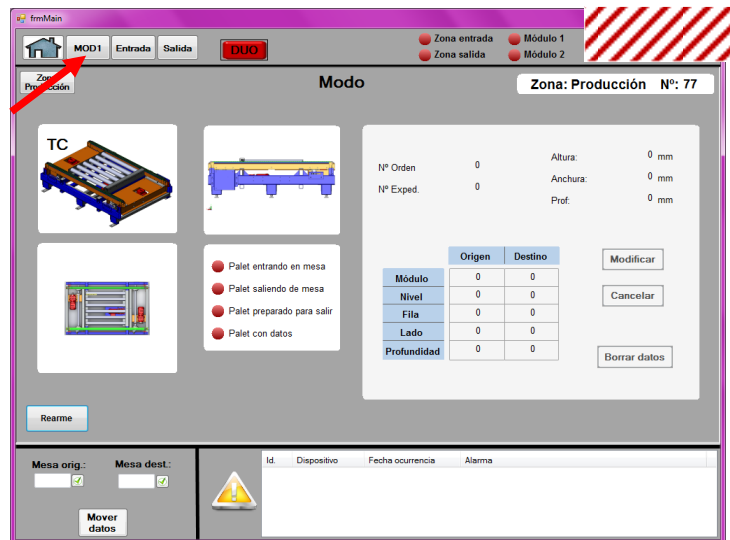 frmMain
MOD1 Entrada Salida DUO
Zona entrada Módulo 1
Zona salida Módulo 2
Zona
Producción
Modo
Zona: Producción Nº: 77
TC
Nº Orden 0 Altura: 0 mm
Nº Exped. 0 Anchura: 0 mm
Prof: 0 mm
Palet entrando en mesa
Palet saliendo de mesa
Palet preparado para salir
Palet con datos
Origen Destino
Módulo 0 0
Nivel 0 0
Fila 0 0
Lado 0 0
Profundidad 0 0
Modificar
Cancelar
Borrar datos
Rearme
Mesa orig.: Mesa dest.:
Mover
datos
Id. Dispositivo Fecha ocurrencia Alarma